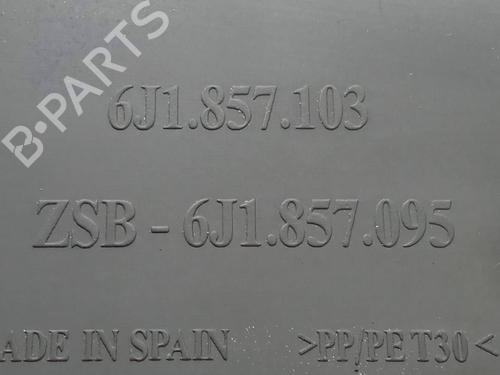 B-PARTS
6J1.857.103
ZSB - 6J1.857.095
ADE IN SPAIN >PP/PE T30<